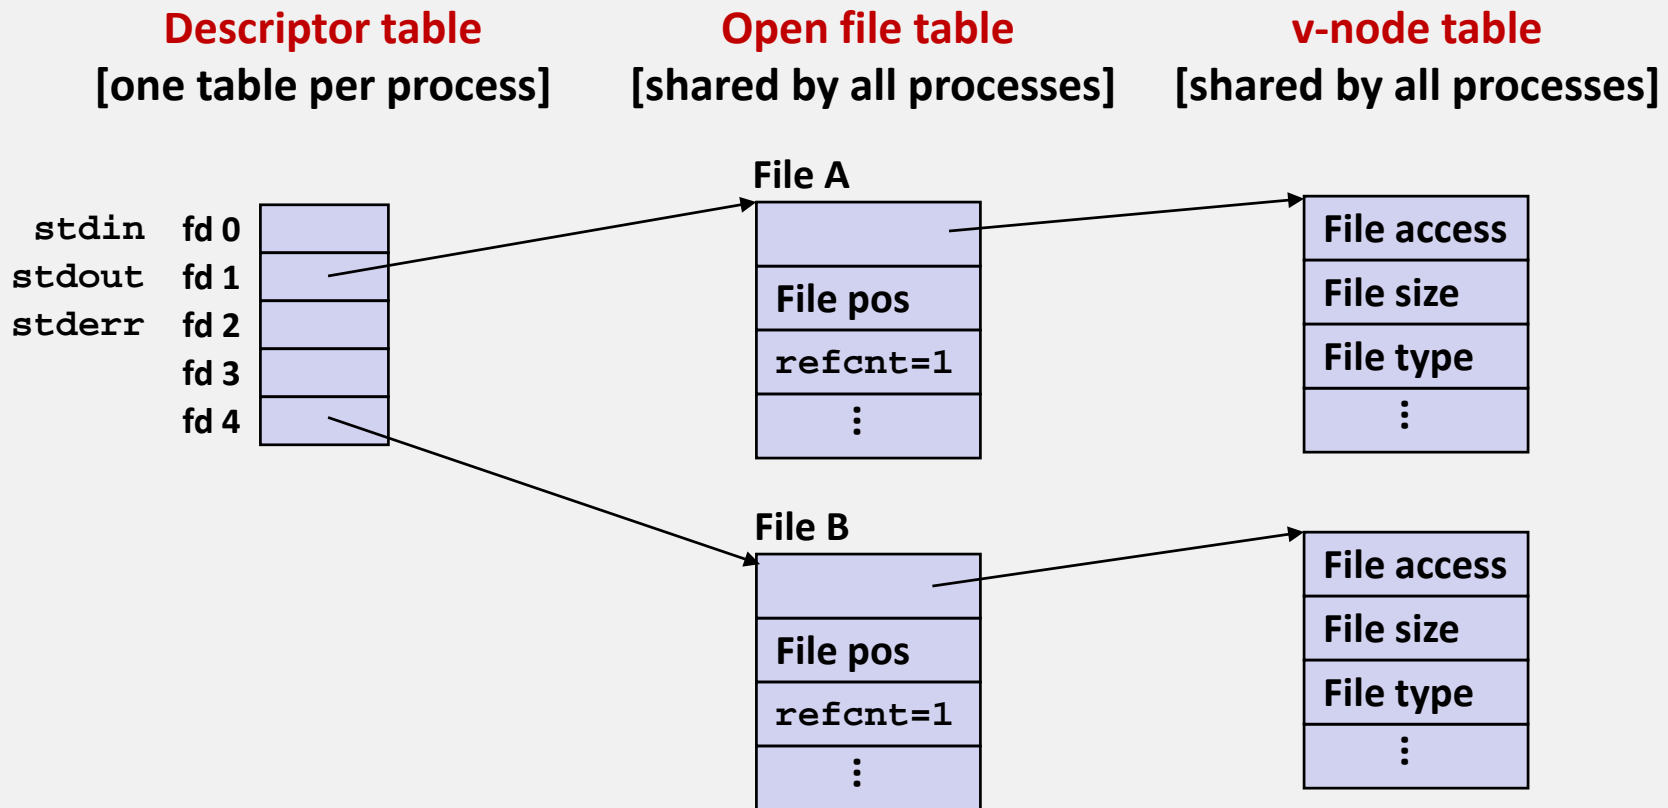 Descriptor table
[one table per process]
Open file table
[shared by all processes]
v-node table
[shared by all processes]
stdin fd 0
stdout fd 1
stderr fd 2
fd 3
fd 4
File A
File pos
refcnt=1
⋮
File access
File size
File type
⋮
File B
File pos
refcnt=1
⋮
File access
File size
File type
⋮